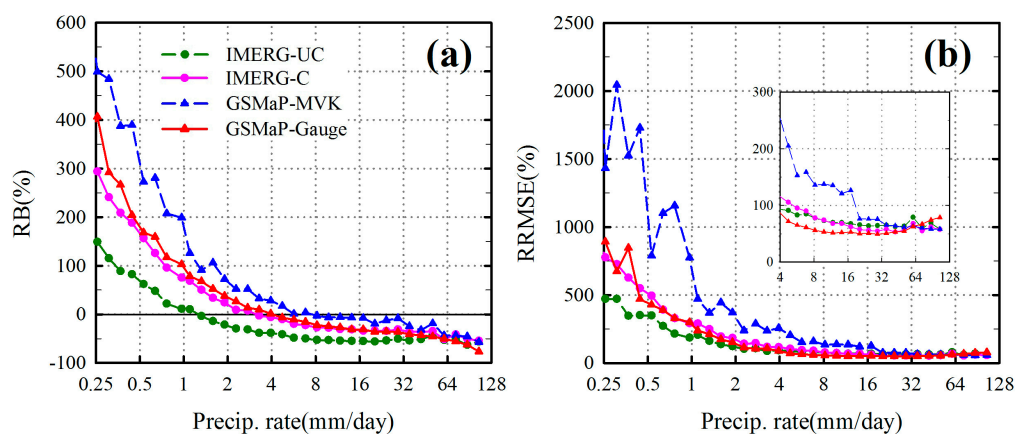 600
500
400
300
200
100
0
-100
RB(%)
(a)
IMERG-UC
IMERG-C
GSMaP-MVK
GSMaP-Gauge
0.25 0.5 1 2 4 8 16 32 64 128
Precip. rate(mm/day)
2500
2000
1500
1000
500
0
RRMSE(%)
(b)
300
200
100
0
4 8 16 32 64 128
0.25 0.5 1 2 4 8 16 32 64 128
Precip. rate(mm/day)